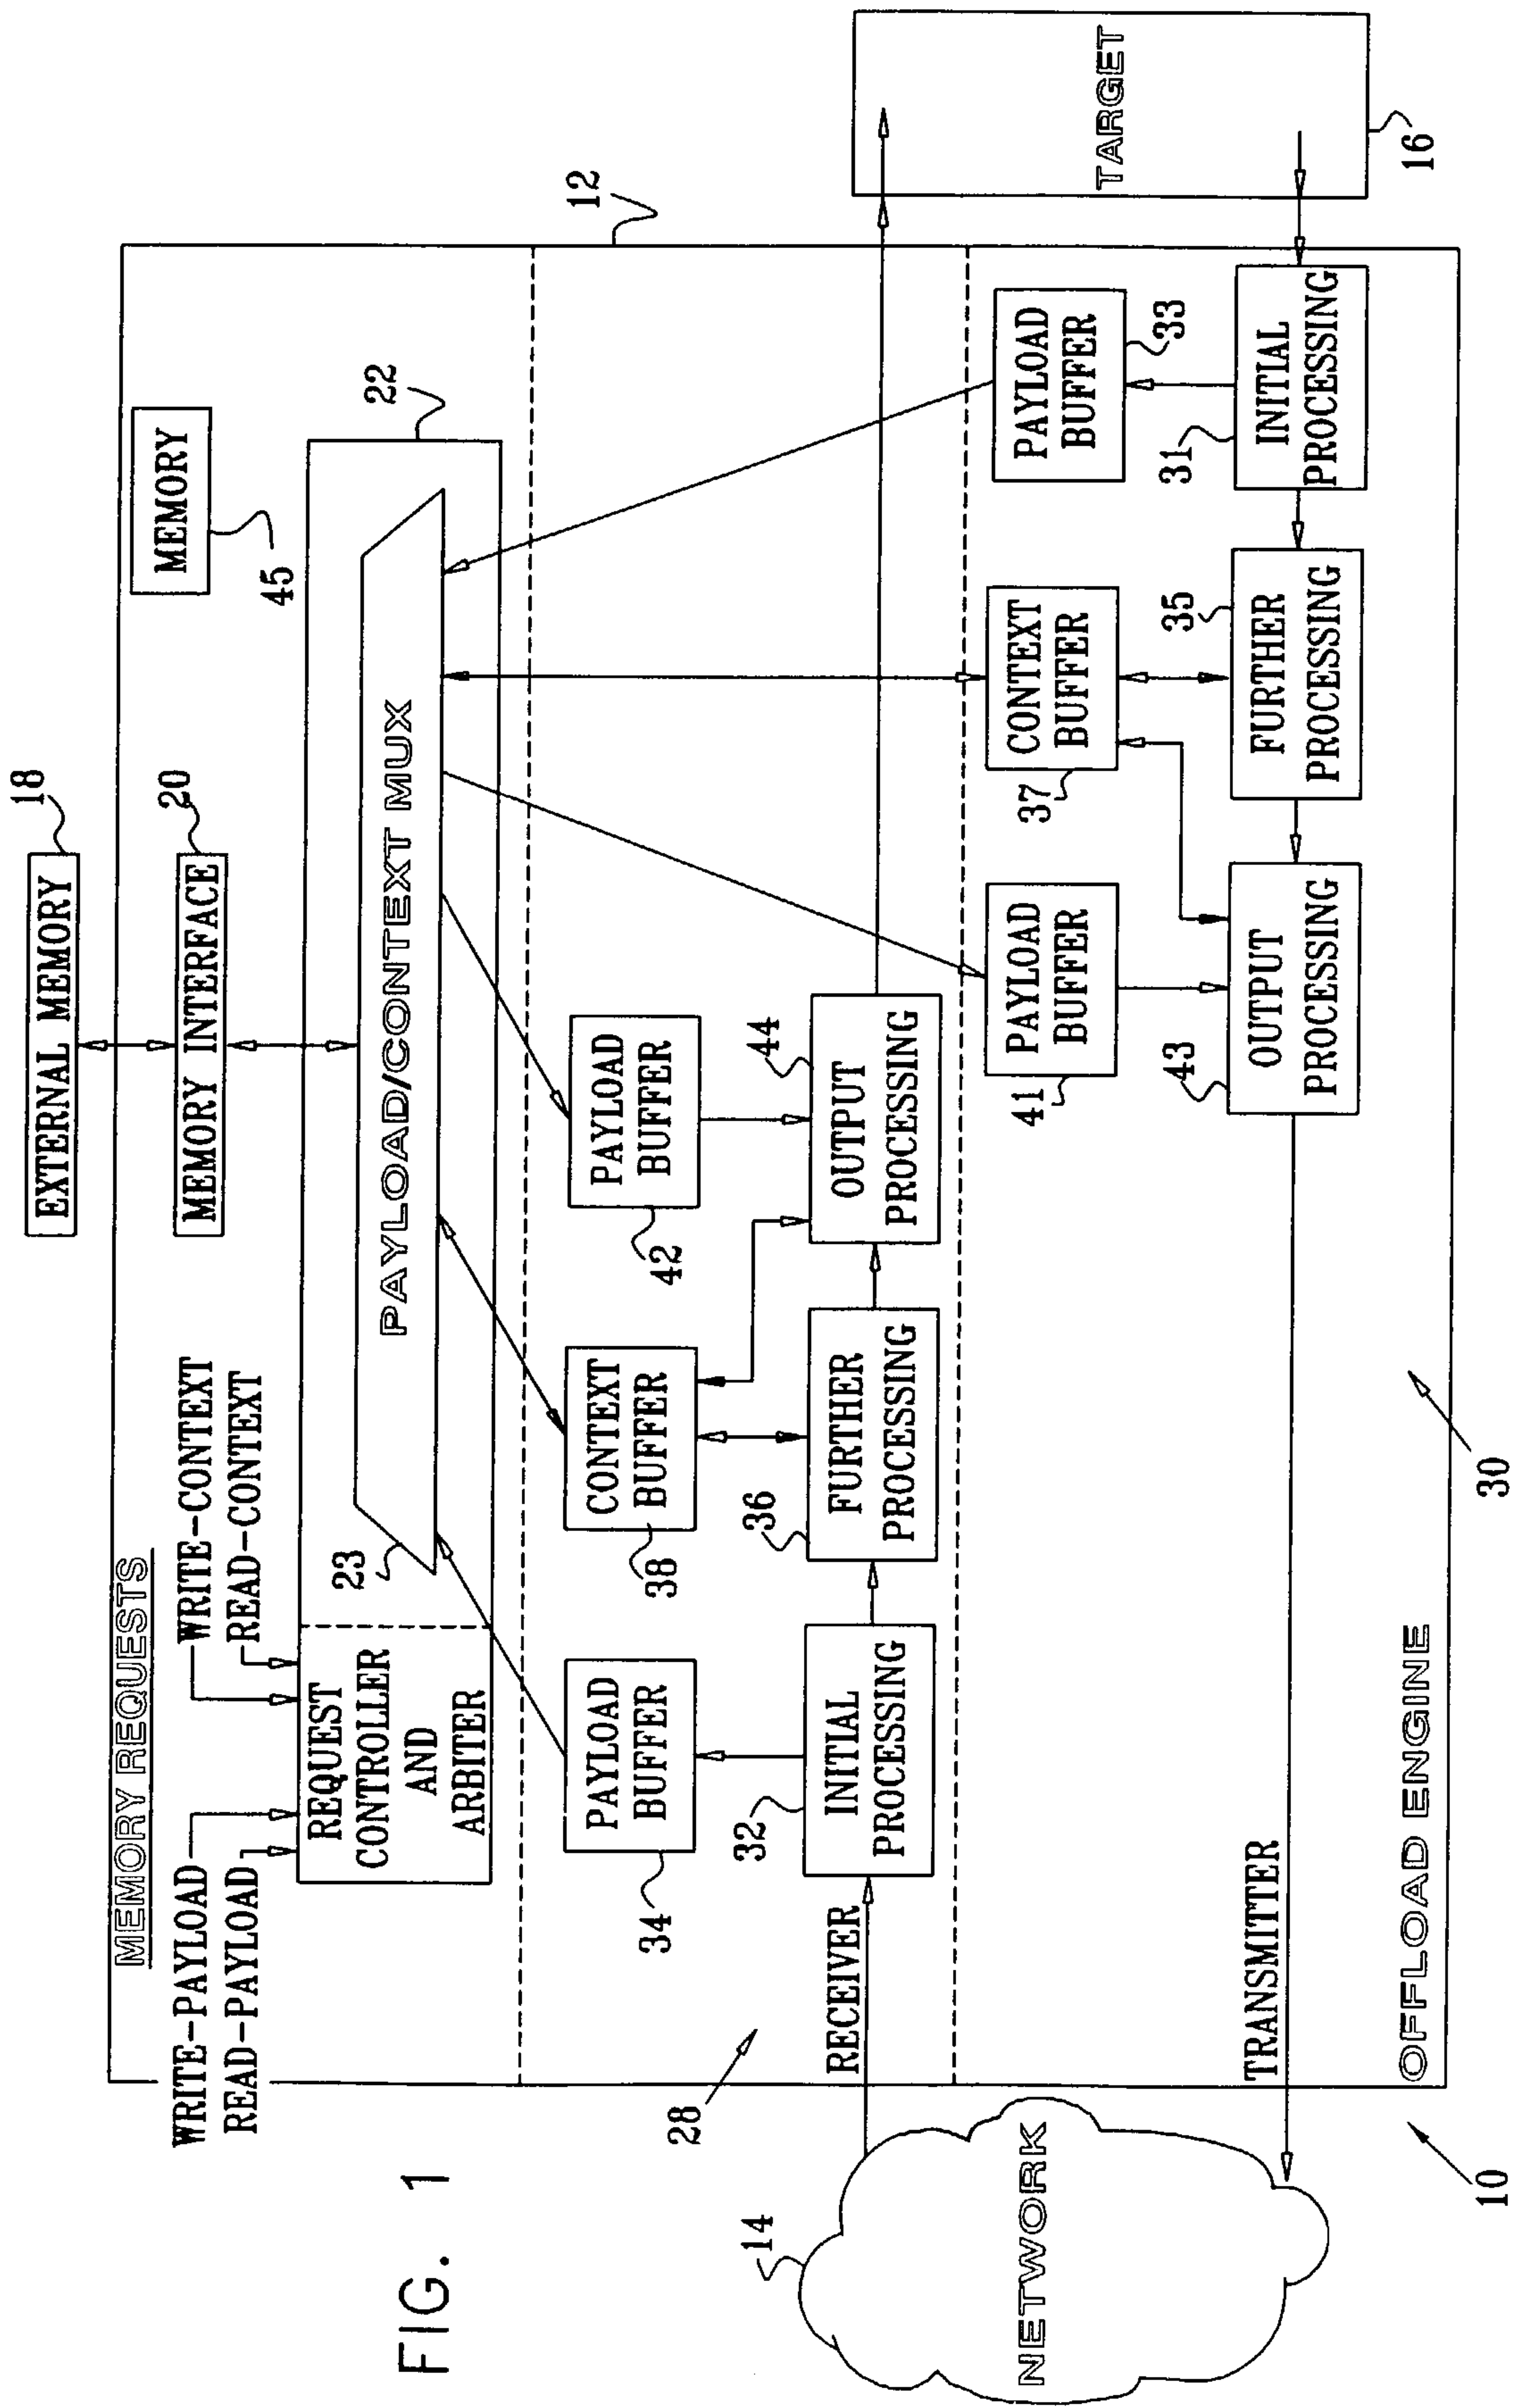 FIG. 1
EXTERNAL MEMORY
18
MEMORY REQUESTS
MEMORY INTERFACE
20
MEMORY
45
WRITE-PAYLOAD
READ-PAYLOAD
WRITE-CONTEXT
READ-CONTEXT
REQUEST
CONTROLLER
AND
ARBITER
23
PAYLOAD/CONTEXT MUX
22
12
28
PAYLOAD
BUFFER
34
CONTEXT
BUFFER
38
PAYLOAD
BUFFER
42
RECEIVER
32
INITIAL
PROCESSING
36
FURTHER
PROCESSING
44
OUTPUT
PROCESSING
14
NETWORK
TARGET
16
PAYLOAD
BUFFER
41
CONTEXT
BUFFER
37
PAYLOAD
BUFFER
33
TRANSMITTER
43
OUTPUT
PROCESSING
35
FURTHER
PROCESSING
31
INITIAL
PROCESSING
OFFLOAD ENGINE
10
30